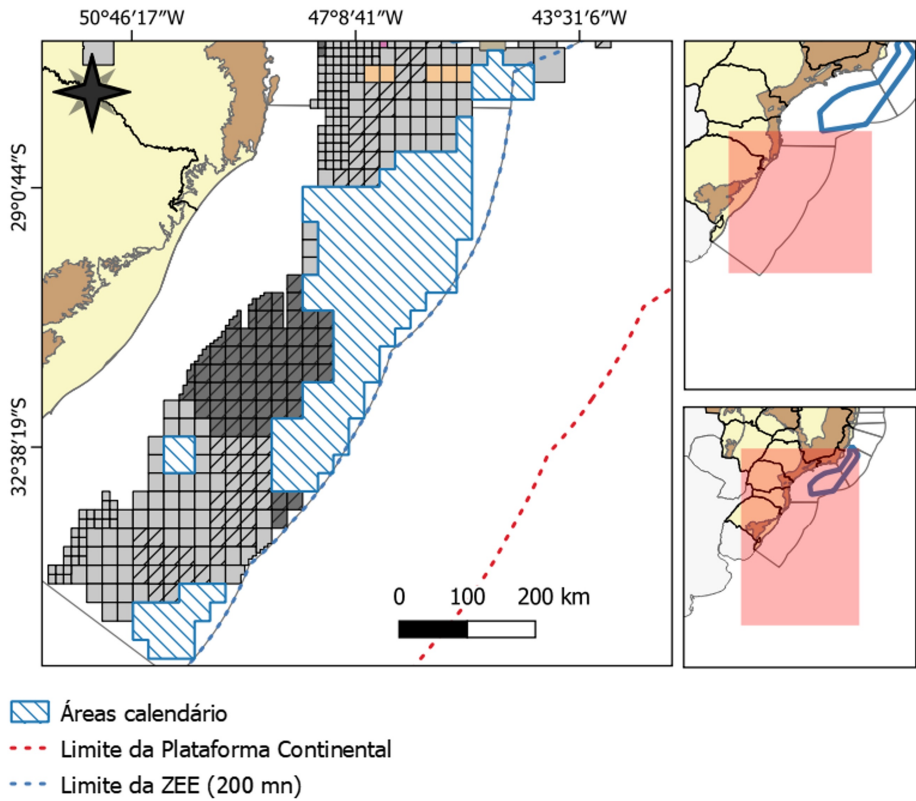 50°46′17″W 47°8′41″W 43°31′6″W
29°0′44″S
32°38′19″S
0 100 200 km
Áreas calendário
Limite da Plataforma Continental
Limite da ZEE (200 mn)